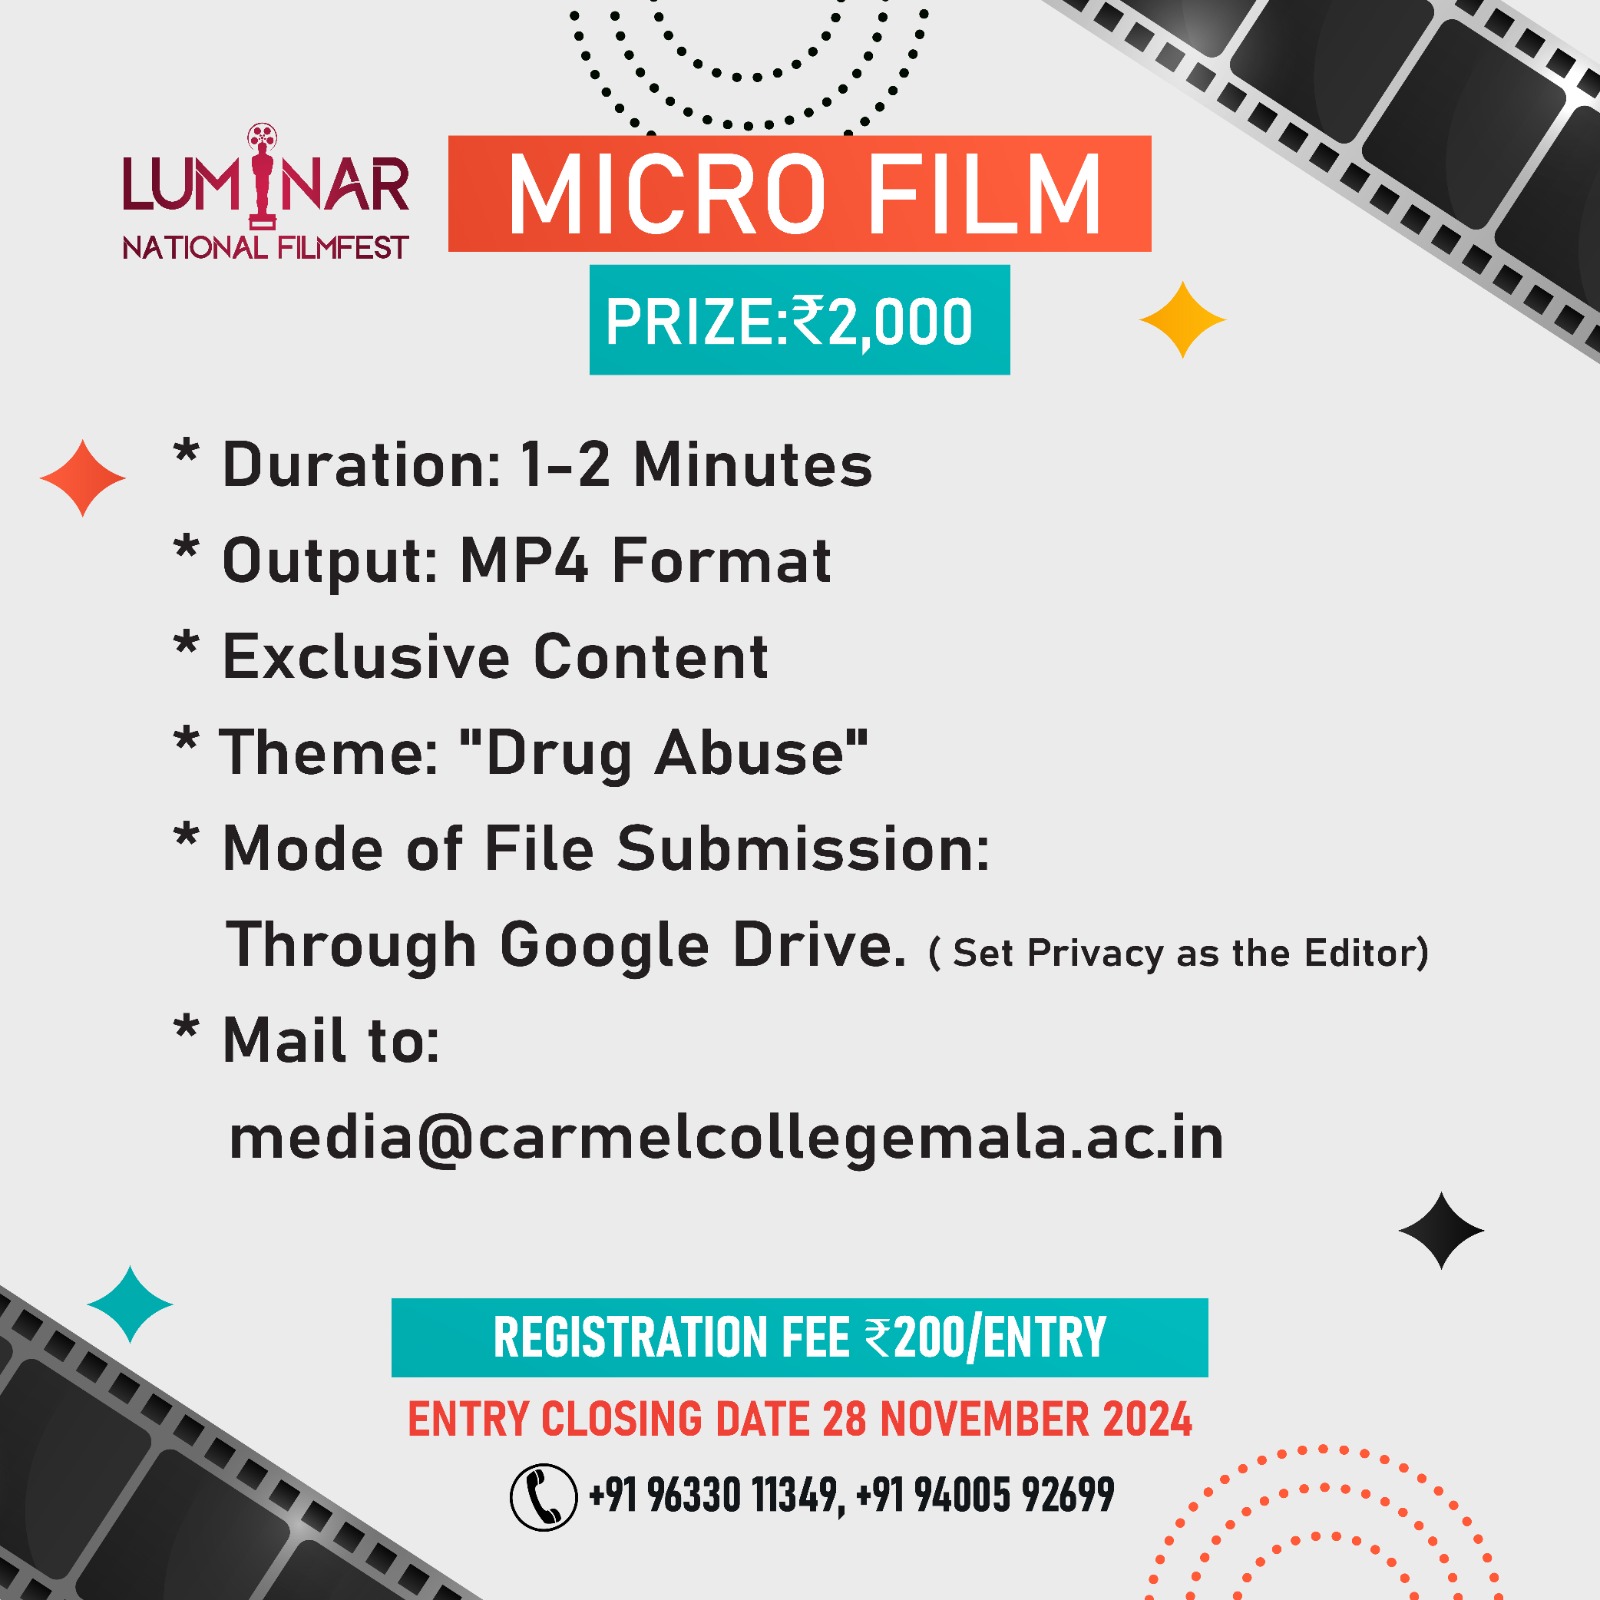 LUMINAR
NATIONAL FILMFEST
MICRO FILM
PRIZE:₹2,000
* Duration: 1-2 Minutes
* Output: MP4 Format
* Exclusive Content
* Theme: "Drug Abuse"
* Mode of File Submission:
Through Google Drive. ( Set Privacy as the Editor)
* Mail to:
media@carmelcollegemala.ac.in
REGISTRATION FEE ₹200/ENTRY
ENTRY CLOSING DATE 28 NOVEMBER 2024
+91 96330 11349, +91 94005 92699